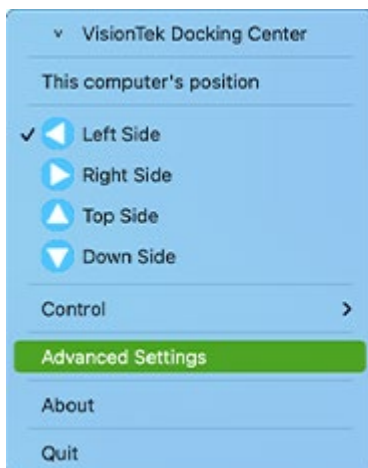 v VisionTek Docking Center
This computer's position
Left Side
Right Side
Top Side
Down Side
Control
Advanced Settings
About
Quit